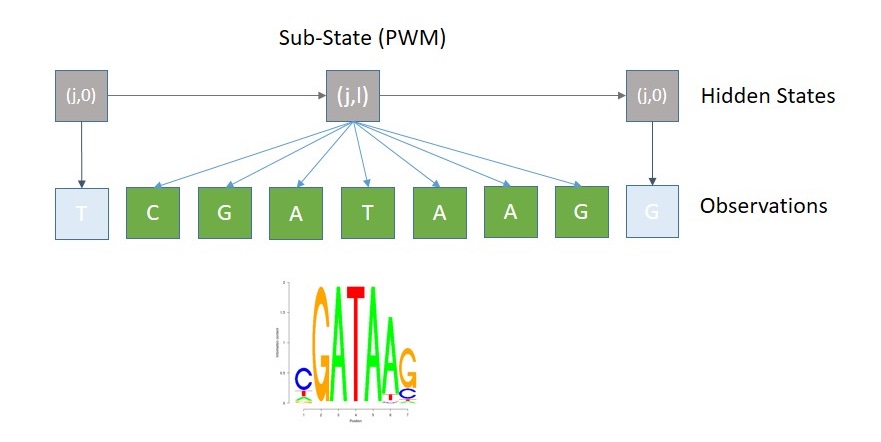 Sub-State (PWM)
(j,0)
(j,l)
(j,0)
Hidden States
T
C
G
A
T
A
A
G
G
Observations
2
1.5
1
0.5
0
Information content
C
G
A
T
A
A
G
T
C
1
2
3
4
5
6
7
Position